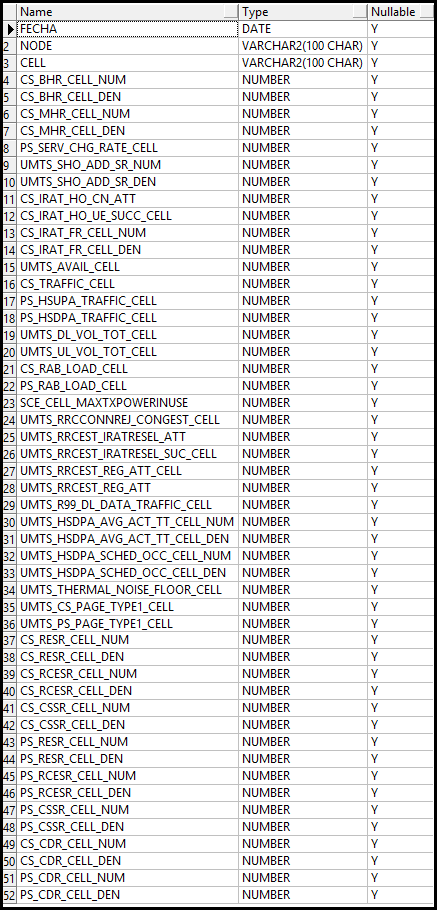 Name Type Nullable
FECHA DATE Y
2 NODE VARCHAR2(100 CHAR) Y
3 CELL VARCHAR2(100 CHAR) Y
4 CS_BHR_CELL_NUM NUMBER Y
5 CS_BHR_CELL_DEN NUMBER Y
6 CS_MHR_CELL_NUM NUMBER Y
7 CS_MHR_CELL_DEN NUMBER Y
8 PS_SERV_CHG_RATE_CELL NUMBER Y
9 UMTS_SHO_ADD_SR_NUM NUMBER Y
10 UMTS_SHO_ADD_SR_DEN NUMBER Y
11 CS_IRAT_HO_CN_ATT NUMBER Y
12 CS_IRAT_HO_UE_SUCC_CELL NUMBER Y
13 CS_IRAT_FR_CELL_NUM NUMBER Y
14 CS_IRAT_FR_CELL_DEN NUMBER Y
15 UMTS_AVAIL_CELL NUMBER Y
16 CS_TRAFFIC_CELL NUMBER Y
17 PS_HSUPA_TRAFFIC_CELL NUMBER Y
18 PS_HSDPA_TRAFFIC_CELL NUMBER Y
19 UMTS_DL_VOL_TOT_CELL NUMBER Y
20 UMTS_UL_VOL_TOT_CELL NUMBER Y
21 CS_RAB_LOAD_CELL NUMBER Y
22 PS_RAB_LOAD_CELL NUMBER Y
23 SCE_CELL_MAXTXPOWERINUSE NUMBER Y
24 UMTS_RRCCONNREJ_CONGEST_CELL NUMBER Y
25 UMTS_RRCEST_IRATRESEL_ATT NUMBER Y
26 UMTS_RRCEST_IRATRESEL_SUC_CELL NUMBER Y
27 UMTS_RRCEST_REG_ATT_CELL NUMBER Y
28 UMTS_RRCEST_REG_ATT NUMBER Y
29 UMTS_R99_DL_DATA_TRAFFIC_CELL NUMBER Y
30 UMTS_HSDPA_AVG_ACT_TT_CELL_NUM NUMBER Y
31 UMTS_HSDPA_AVG_ACT_TT_CELL_DEN NUMBER Y
32 UMTS_HSDPA_SCHED_OCC_CELL_NUM NUMBER Y
33 UMTS_HSDPA_SCHED_OCC_CELL_DEN NUMBER Y
34 UMTS_THERMAL_NOISE_FLOOR_CELL NUMBER Y
35 UMTS_CS_PAGE_TYPE1_CELL NUMBER Y
36 UMTS_PS_PAGE_TYPE1_CELL NUMBER Y
37 CS_RESR_CELL_NUM NUMBER Y
38 CS_RESR_CELL_DEN NUMBER Y
39 CS_RCESR_CELL_NUM NUMBER Y
40 CS_RCESR_CELL_DEN NUMBER Y
41 CS_CSSR_CELL_NUM NUMBER Y
42 CS_CSSR_CELL_DEN NUMBER Y
43 PS_RESR_CELL_NUM NUMBER Y
44 PS_RESR_CELL_DEN NUMBER Y
45 PS_RCESR_CELL_NUM NUMBER Y
46 PS_RCESR_CELL_DEN NUMBER Y
47 PS_CSSR_CELL_NUM NUMBER Y
48 PS_CSSR_CELL_DEN NUMBER Y
49 CS_CDR_CELL_NUM NUMBER Y
50 CS_CDR_CELL_DEN NUMBER Y
51 PS_CDR_CELL_NUM NUMBER Y
52 PS_CDR_CELL_DEN NUMBER Y